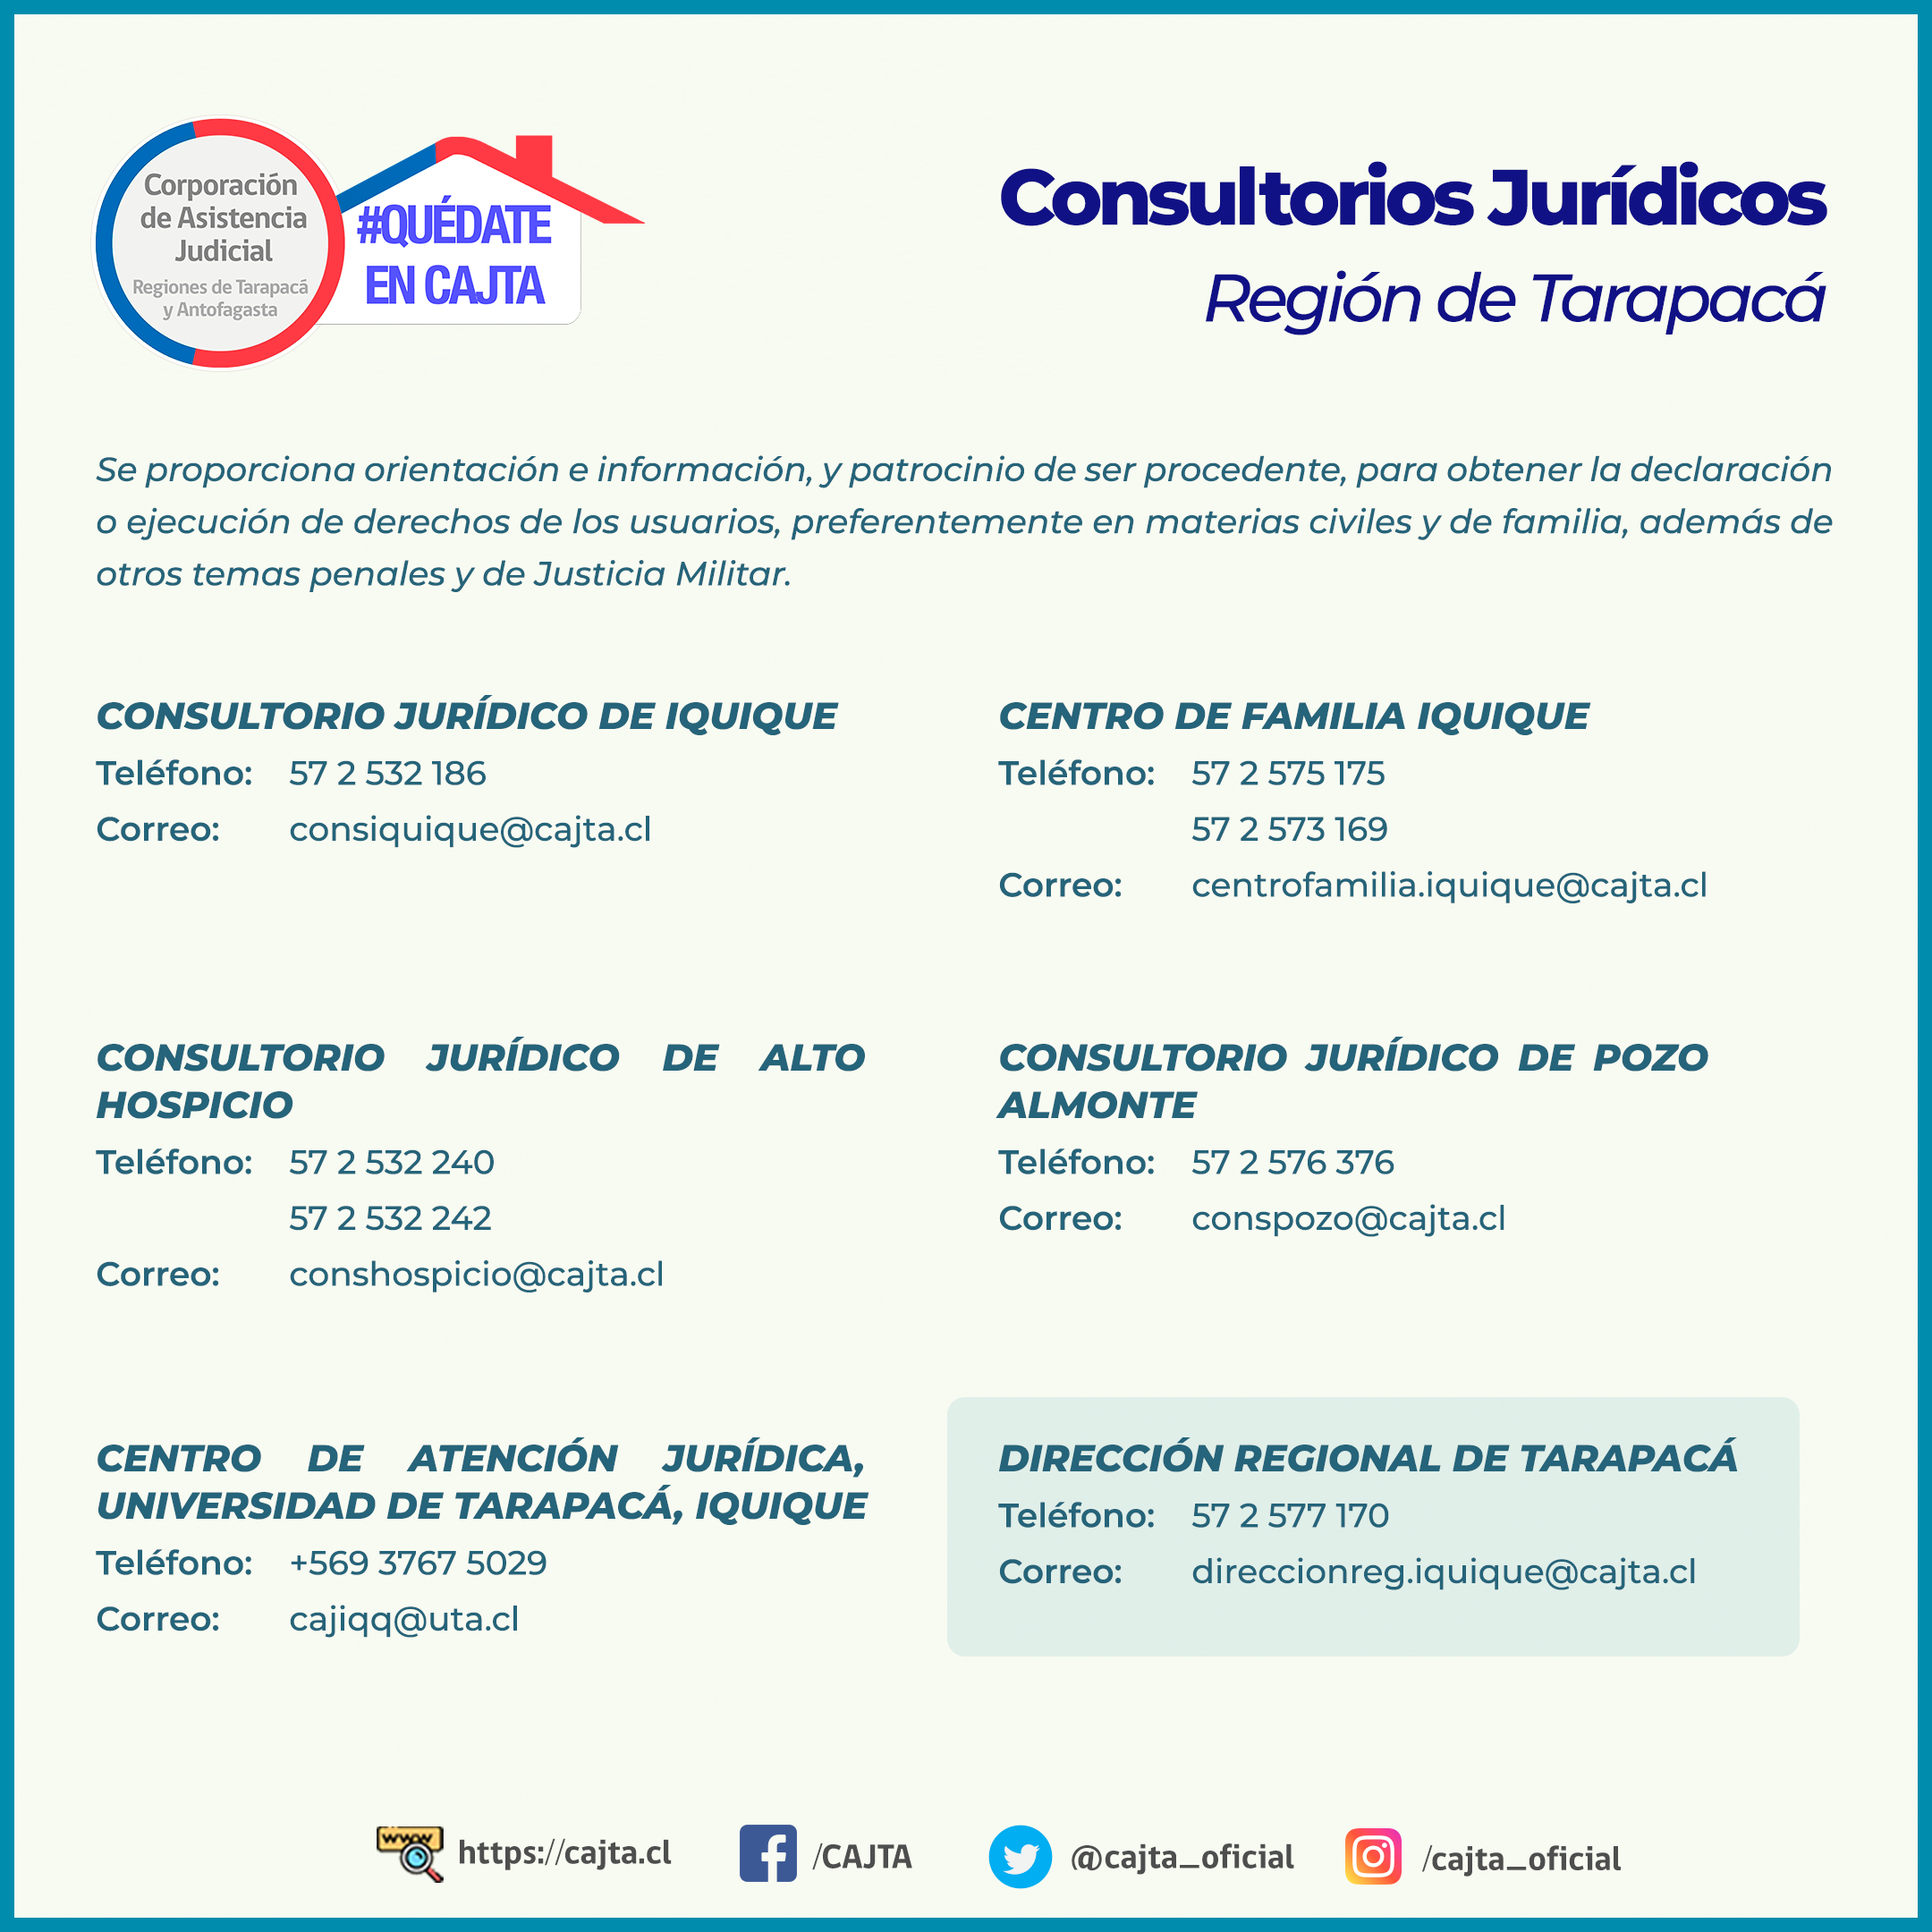 Corporación
de Asistencia
Judicial
Regiones de Tarapacá
y Antofagasta
#QUÉDATE
EN CAJTA
Consultorios Jurídicos
Región de Tarapacá
Se proporciona orientación e información, y patrocinio de ser procedente, para obtener la declaración
o ejecución de derechos de los usuarios, preferentemente en materias civiles y de familia, además de
otros temas penales y de Justicia Militar.
CONSULTORIO JURÍDICO DE IQUIQUE
Teléfono: 57 2 532 186
Correo: consiquique@cajta.cl
CENTRO DE FAMILIA IQUIQUE
Teléfono: 57 2 575 175
57 2 573 169
Correo: centrofamilia.iquique@cajta.cl
CONSULTORIO JURÍDICO DE ALTO
HOSPICIO
Teléfono: 57 2 532 240
57 2 532 242
Correo: conshospicio@cajta.cl
CONSULTORIO JURÍDICO DE POZO
ALMONTE
Teléfono: 57 2 576 376
Correo: conspozo@cajta.cl
CENTRO DE ATENCIÓN JURÍDICA,
UNIVERSIDAD DE TARAPACÁ, IQUIQUE
Teléfono: +569 3767 5029
Correo: cajiqq@uta.cl
DIRECCIÓN REGIONAL DE TARAPACÁ
Teléfono: 57 2 577 170
Correo: direccionreg.iquique@cajta.cl
www https://cajta.cl /CAJTA @cajta_oficial /cajta_oficial